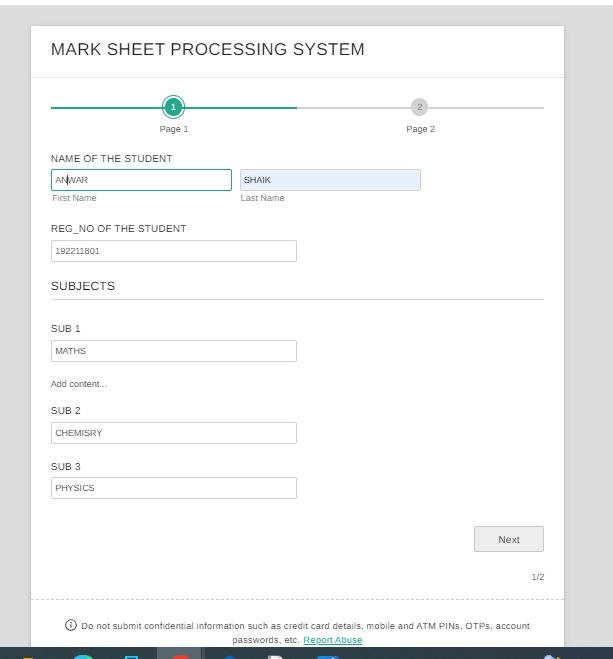 MARK SHEET PROCESSING SYSTEM
1
2
Page 1
Page 2
NAME OF THE STUDENT
ANWAR
SHAIK
First Name
Last Name
REG_NO OF THE STUDENT
192211801
SUBJECTS
SUB 1
MATHS
Add content...
SUB 2
CHEMISRY
SUB 3
PHYSICS
Next
1/2
Do not submit confidential information such as credit card details, mobile and ATM PINs, OTPs, account
passwords, etc. Report Abuse